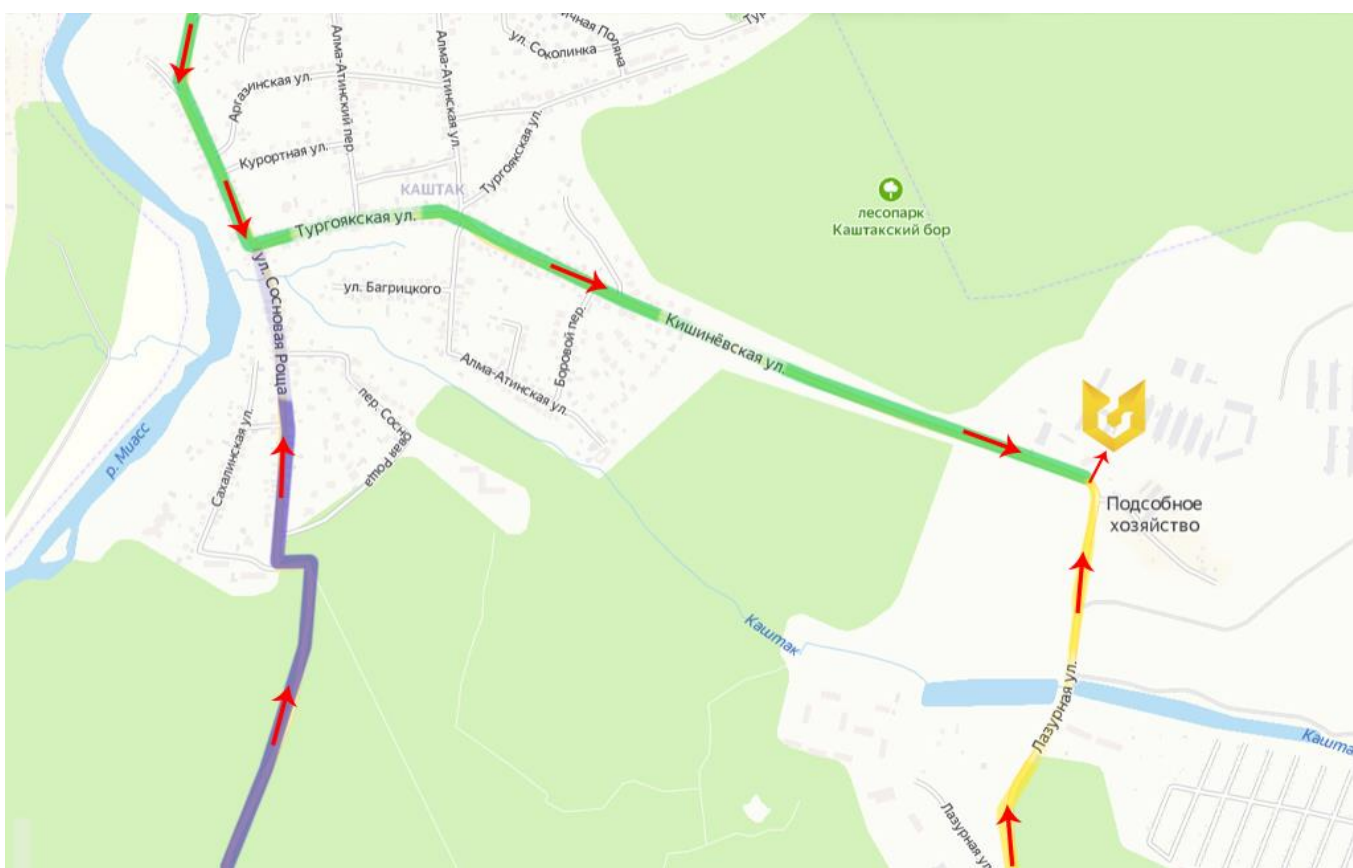 ул. Соколинка
Аргазинская ул.
Алма-Атинский пер.
Алма-Атинская ул.
Тургоякская ул.
Курортная ул.
КАШТАК
Тургоякская ул.
лесопарк
Каштакский бор
ул. Сосновая Роща
ул. Багрицкого
Боровой пер.
Кишинёвская ул.
Алма-Атинская ул.
пер. Сосновая Роща
Сахалинская ул.
р. Миасс
Подсобное
хозяйство
Каштак
Лазурная ул.
Лазурная ул.